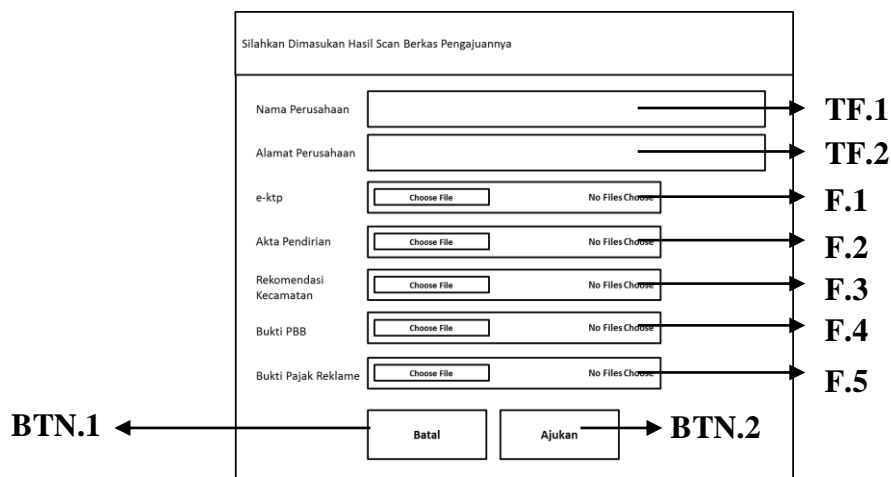 Silahkan Dimasukan Hasil Scan Berkas Pengajuannya
Nama Perusahaan TF.1
Alamat Perusahaan TF.2
e-ktp Choose File No Files Choose F.1
Akta Pendirian Choose File No Files Choose F.2
Rekomendasi
Kecamatan Choose File No Files Choose F.3
Bukti PBB Choose File No Files Choose F.4
Bukti Pajak Reklame Choose File No Files Choose F.5
BTN.1 Batal Ajukan BTN.2